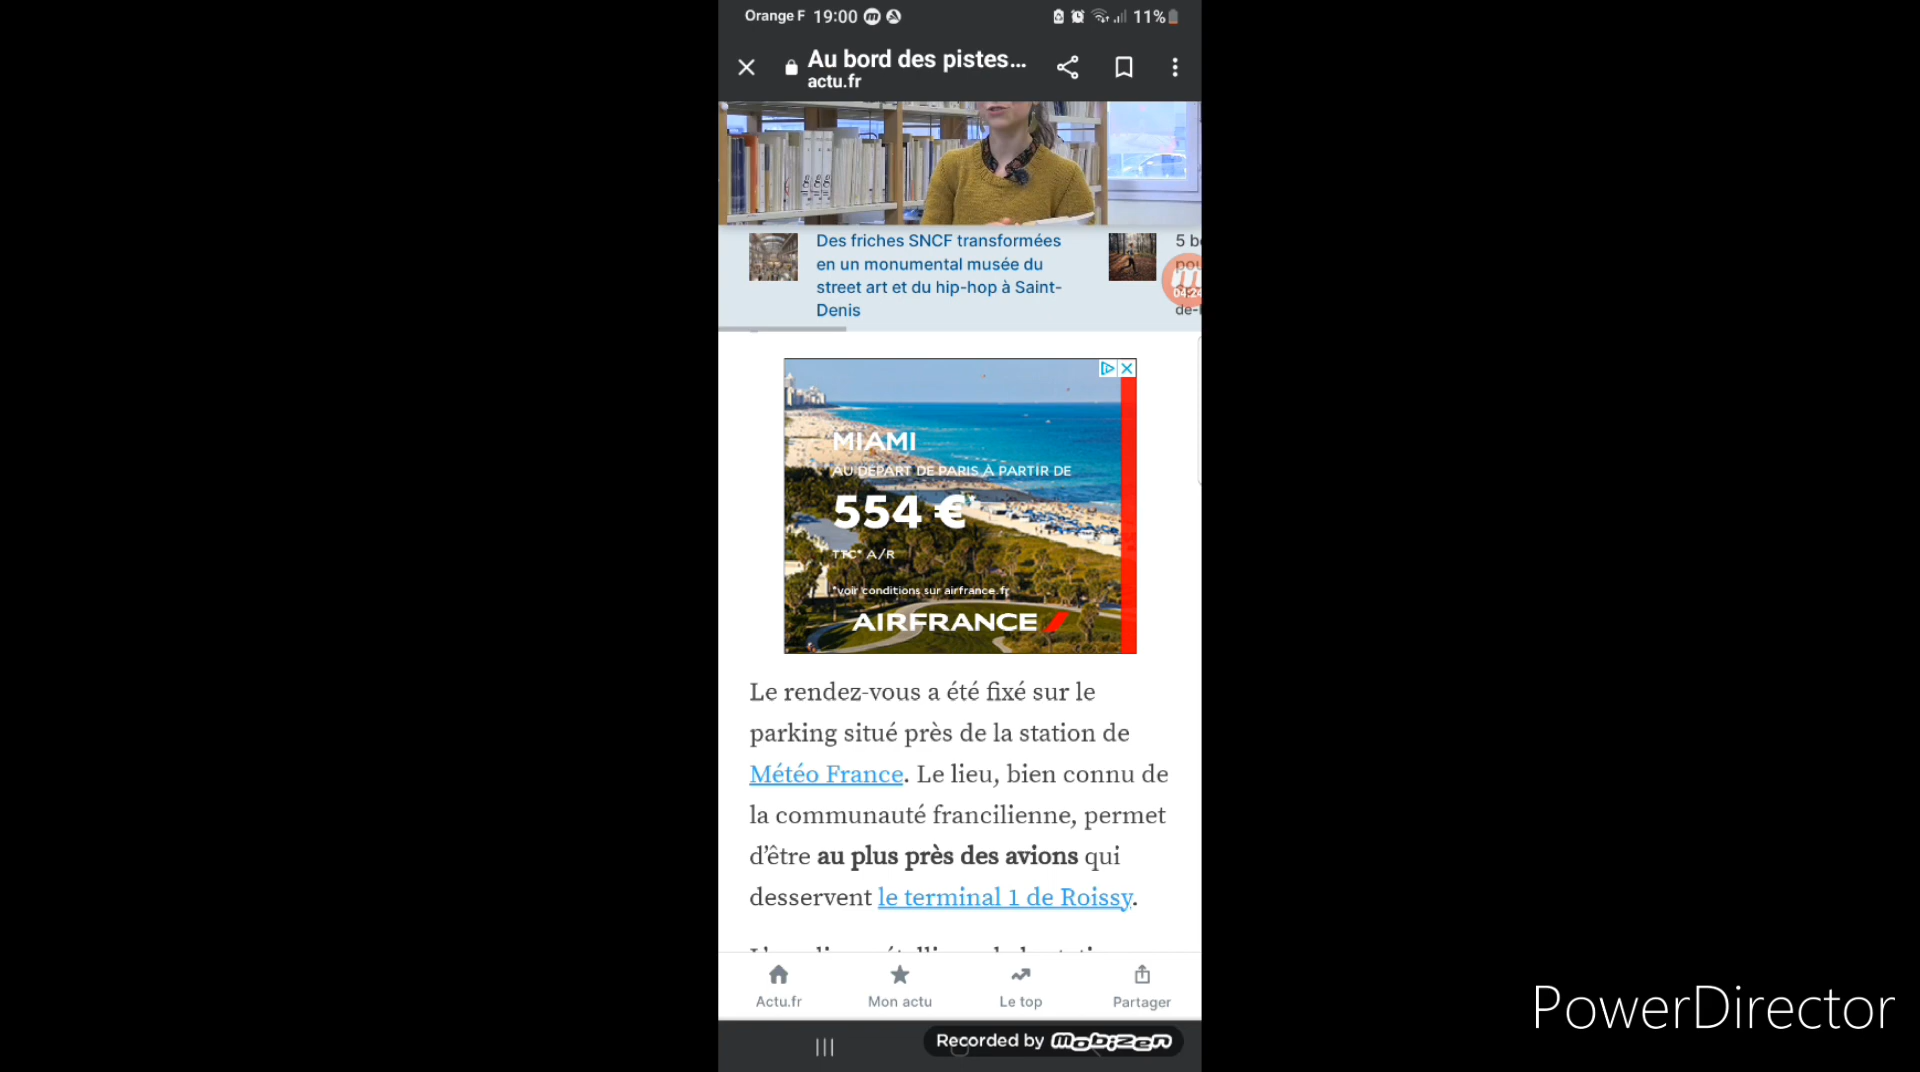 Orange F 19:00 11%
Au bord des pistes...
actu.fr
Des friches SNCF transformées
en un monumental musée du
street art et du hip-hop à Saint-
Denis
5
04:24
MIAMI
AU DÉPART DE PARIS À PARTIR DE
554 €*
TTC* A/R
*voir conditions sur airfrance.fr
AIRFRANCE
Le rendez-vous a été fixé sur le
parking situé près de la station de
Météo France. Le lieu, bien connu de
la communauté francilienne, permet
d’être au plus près des avions qui
desservent le terminal 1 de Roissy.
Actu.fr Mon actu Le top Partager
Recorded by mobizen
PowerDirector